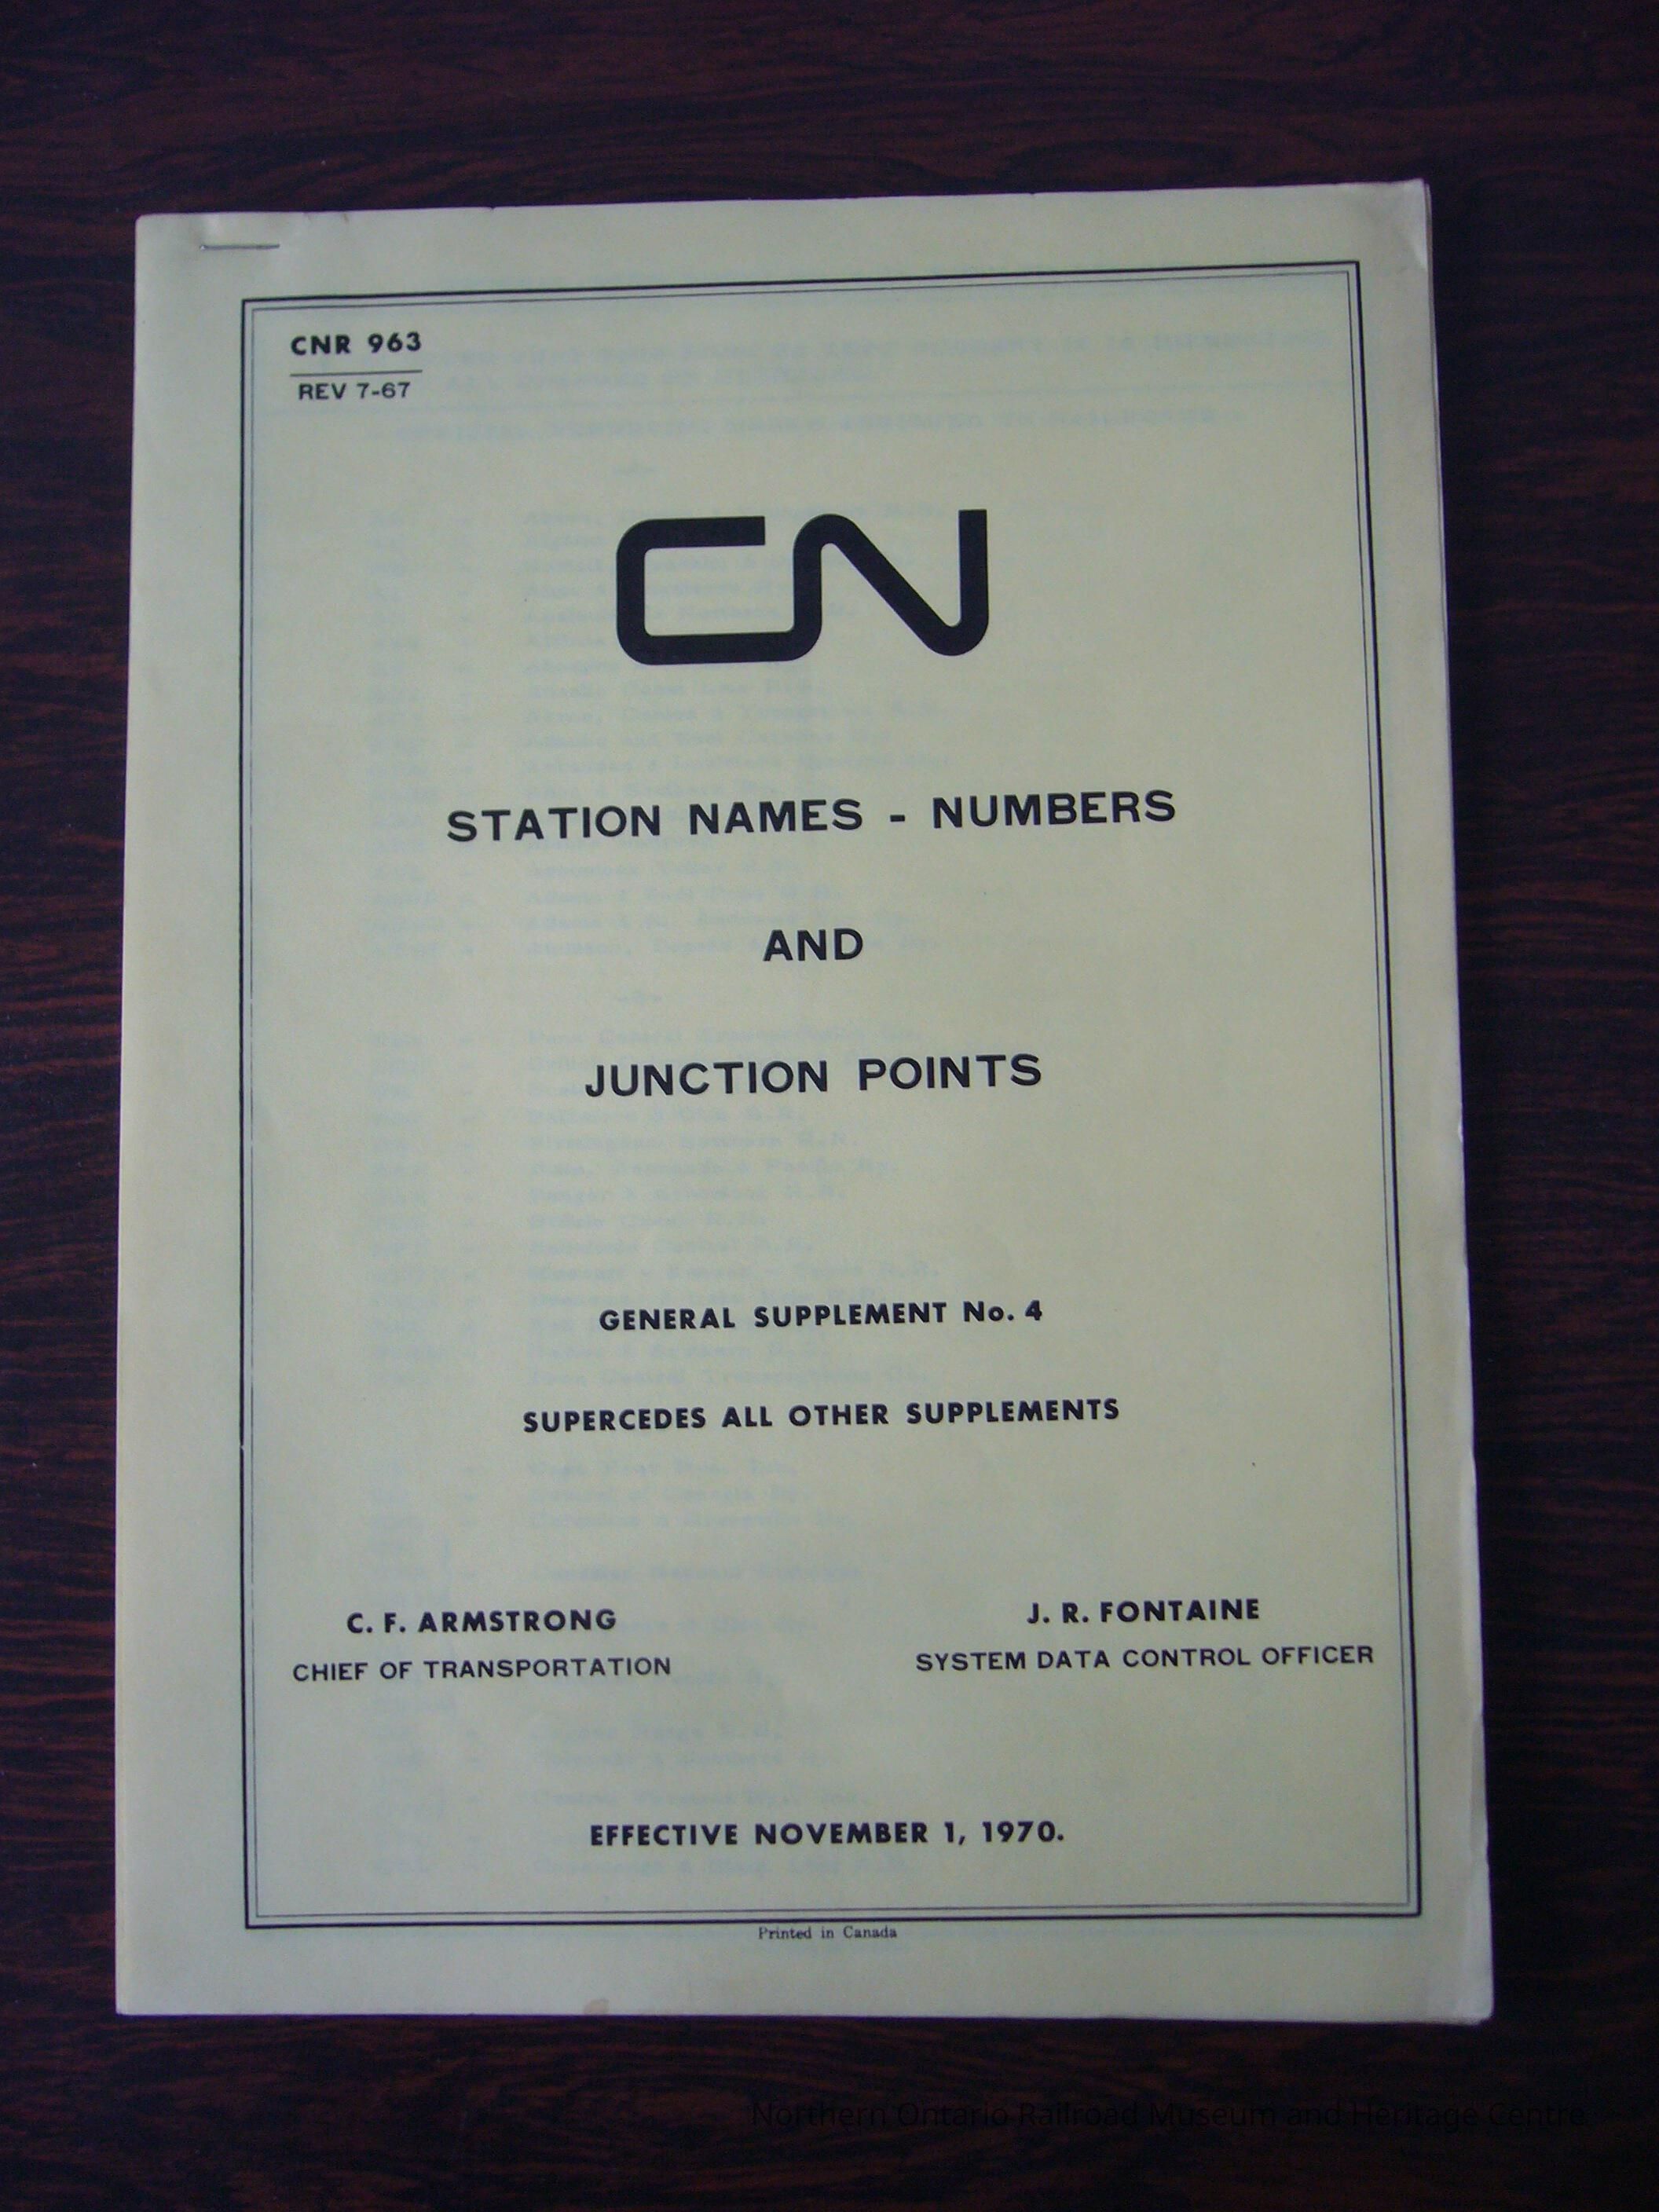 CNR 963
REV 7-67
CN
STATION NAMES - NUMBERS
AND
JUNCTION POINTS
GENERAL SUPPLEMENT No. 4
SUPERCEDES ALL OTHER SUPPLEMENTS
C. F. ARMSTRONG
CHIEF OF TRANSPORTATION
J. R. FONTAINE
SYSTEM DATA CONTROL OFFICER
EFFECTIVE NOVEMBER 1, 1970.
Printed in Canada
Northern Ontario Railroad Museum and Heritage Centre